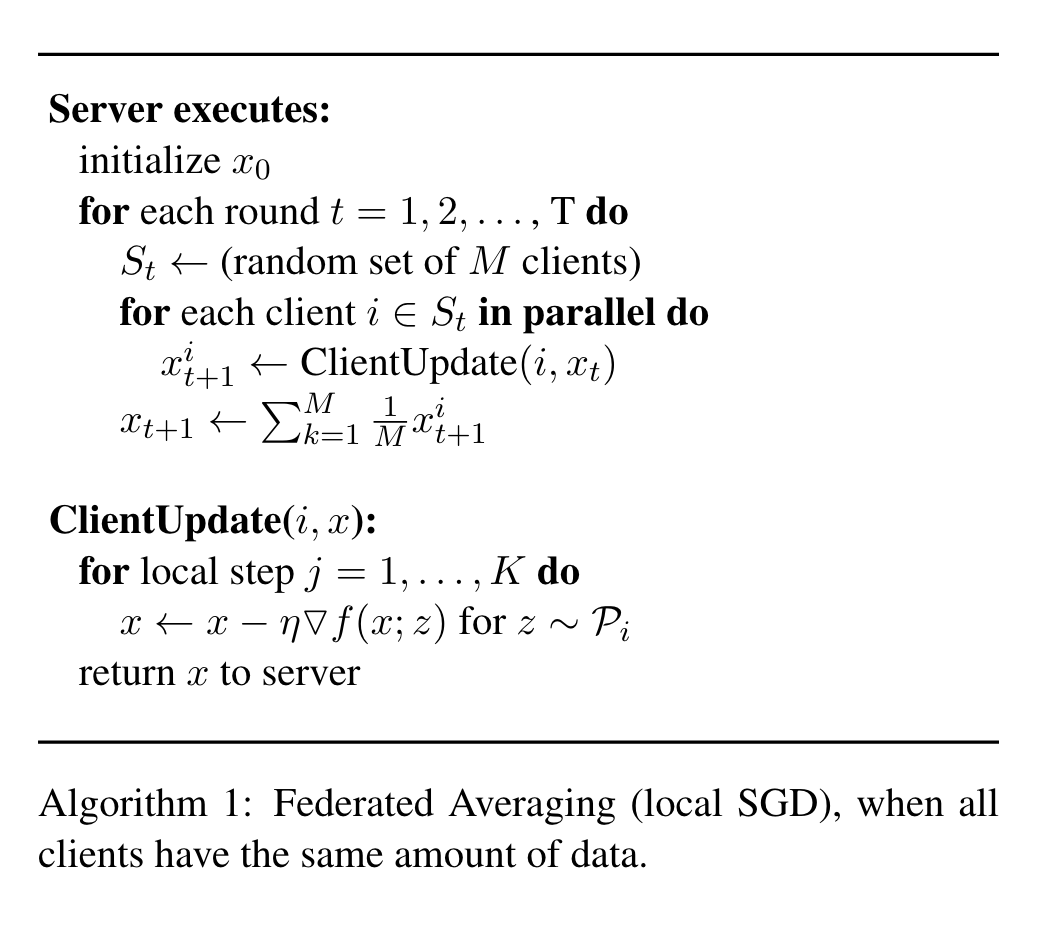 Server executes:
initialize $x_0$
for each round $t = 1, 2, \ldots,$ T do
$S_t \leftarrow$ (random set of $M$ clients)
for each client $i \in S_t$ in parallel do
$x_{t+1}^i \leftarrow$ ClientUpdate$(i, x_t)$
$x_{t+1} \leftarrow \sum_{k=1}^{M} \frac{1}{M} x_{t+1}^i$
ClientUpdate($i, x$):
for local step $j = 1, \ldots, K$ do
$x \leftarrow x - \eta \triangledown f(x; z)$ for $z \sim \mathcal{P}_i$
return $x$ to server
Algorithm 1: Federated Averaging (local SGD), when all
clients have the same amount of data.